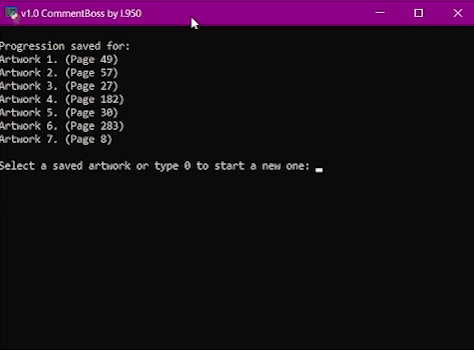 v1.0 CommentBoss by I.950
Progression saved for:
Artwork 1. (Page 49)
Artwork 2. (Page 57)
Artwork 3. (Page 27)
Artwork 4. (Page 182)
Artwork 5. (Page 30)
Artwork 6. (Page 283)
Artwork 7. (Page 8)
Select a saved artwork or type 0 to start a new one: